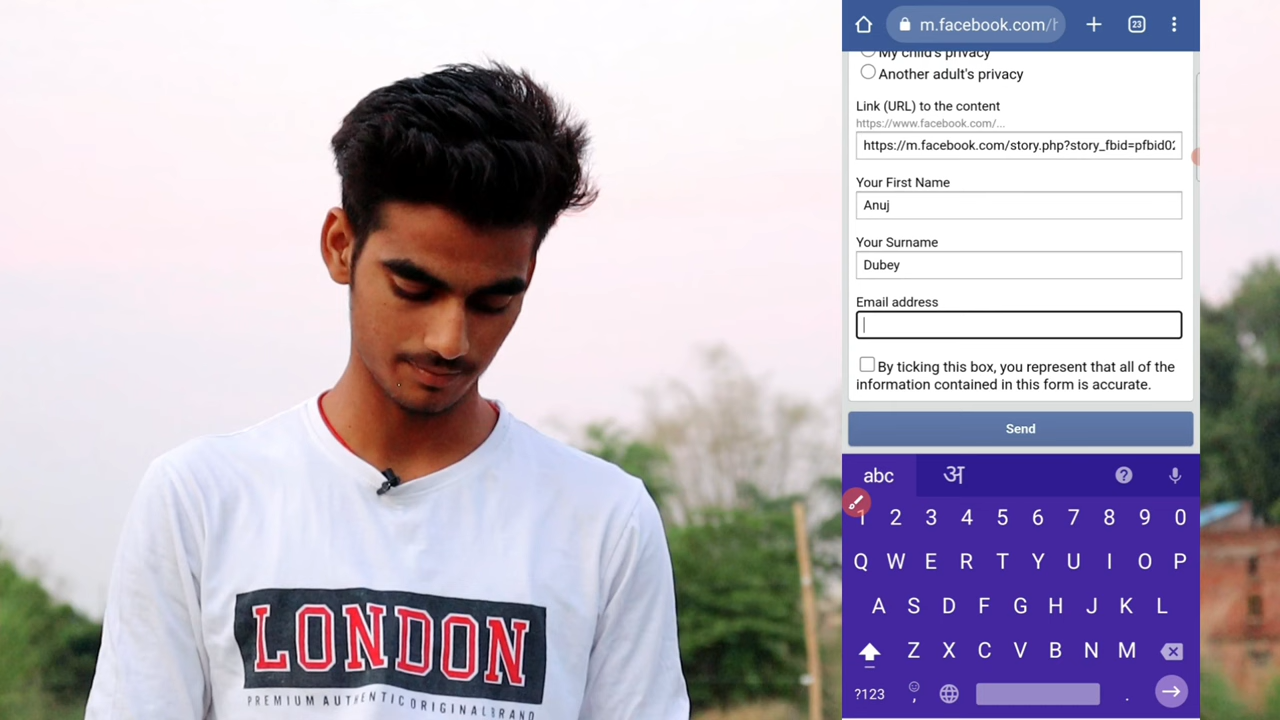 m.facebook.com/h
23
My child's privacy
Another adult's privacy
Link (URL) to the content
https://www.facebook.com/...
https://m.facebook.com/story.php?story_fbid=pfbid02
Your First Name
Anuj
Your Surname
Dubey
Email address
By ticking this box, you represent that all of the
information contained in this form is accurate.
Send
abc अ ?
1 2 3 4 5 6 7 8 9 0
Q W E R T Y U I O P
A S D F G H J K L
Z X C V B N M
?123 , .
LONDON
PREMIUM AUTHENTIC ORIGINAL BRAND